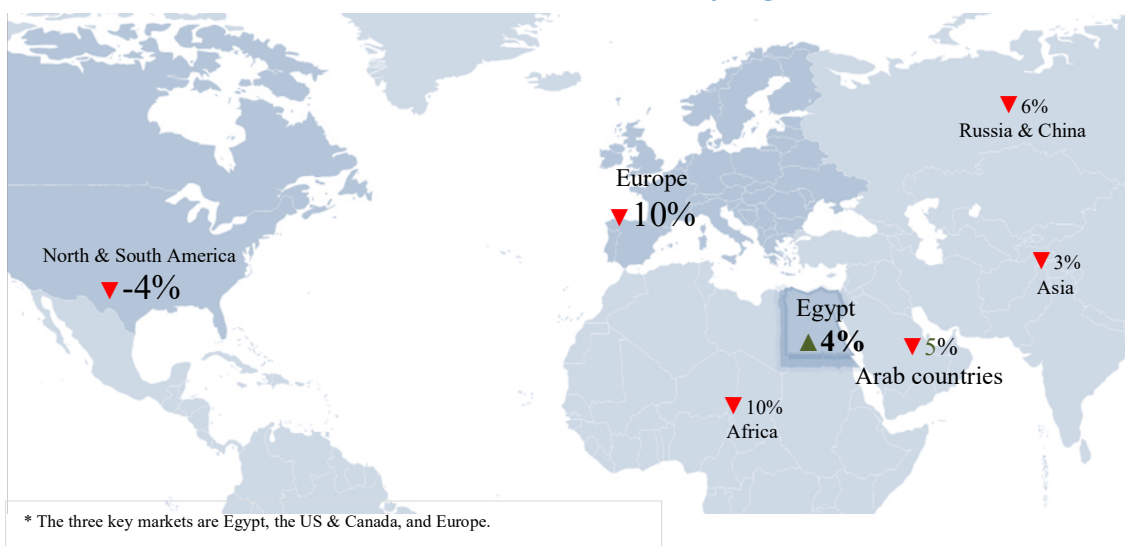 6%
Russia & China
Europe
10%
North & South America
-4%
3%
Asia
Egypt
4%
5%
Arab countries
10%
Africa
* The three key markets are Egypt, the US & Canada, and Europe.